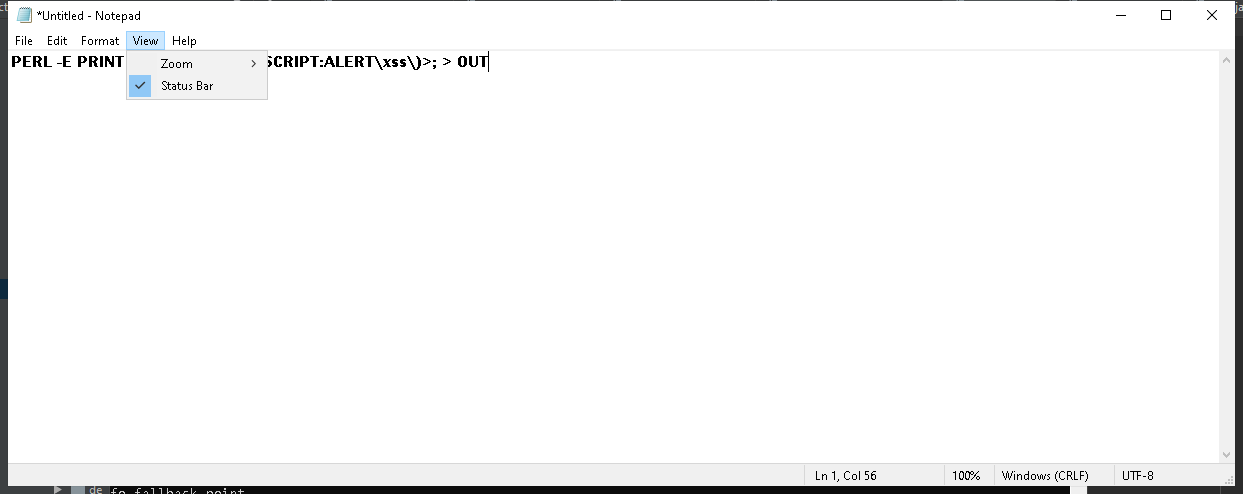 *Untitled - Notepad
File Edit Format View Help
PERL -E PRINT SCRIPT:ALERT\xss\)>; > OUT
Zoom
Status Bar
Ln 1, Col 56 100% Windows (CRLF) UTF-8
de fo fallback point